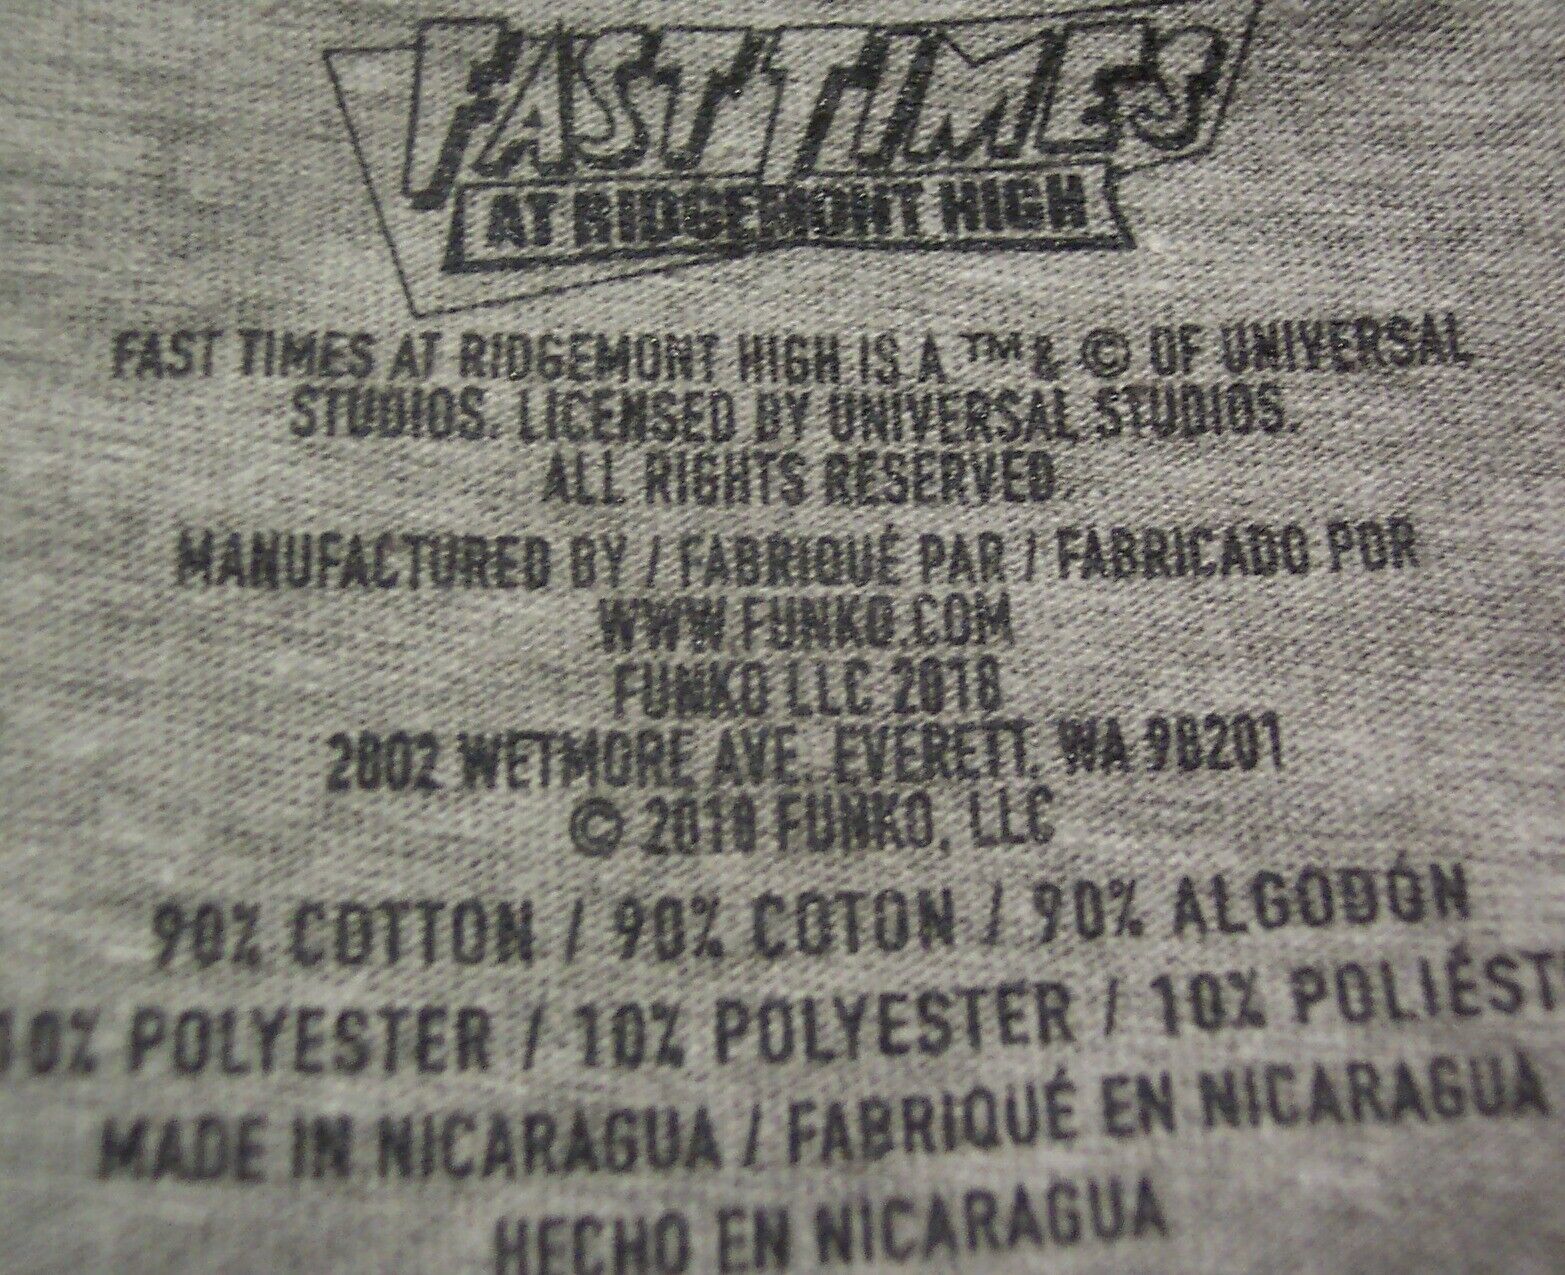 FAST TIMES
AT RIDGEMONT HIGH
FAST TIMES AT RIDGEMONT HIGH IS A ™ & © OF UNIVERSAL
STUDIOS. LICENSED BY UNIVERSAL STUDIOS.
ALL RIGHTS RESERVED.
MANUFACTURED BY / FABRIQUÉ PAR / FABRICADO POR
WWW.FUNKO.COM
FUNKO LLC 2018
2802 WETMORE AVE. EVERETT, WA 98201
© 2018 FUNKO, LLC
90% COTTON / 90% COTON / 90% ALGODÓN
10% POLYESTER / 10% POLYESTER / 10% POLIÉST
MADE IN NICARAGUA / FABRIQUÉ EN NICARAGUA
HECHO EN NICARAGUA